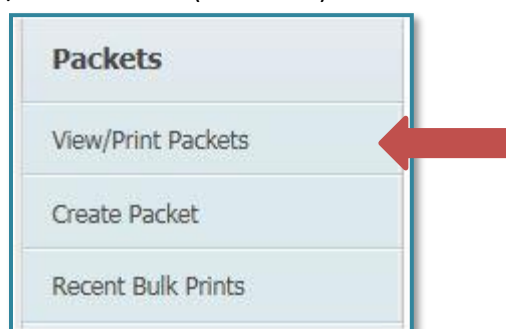 Packets
View/Print Packets
Create Packet
Recent Bulk Prints